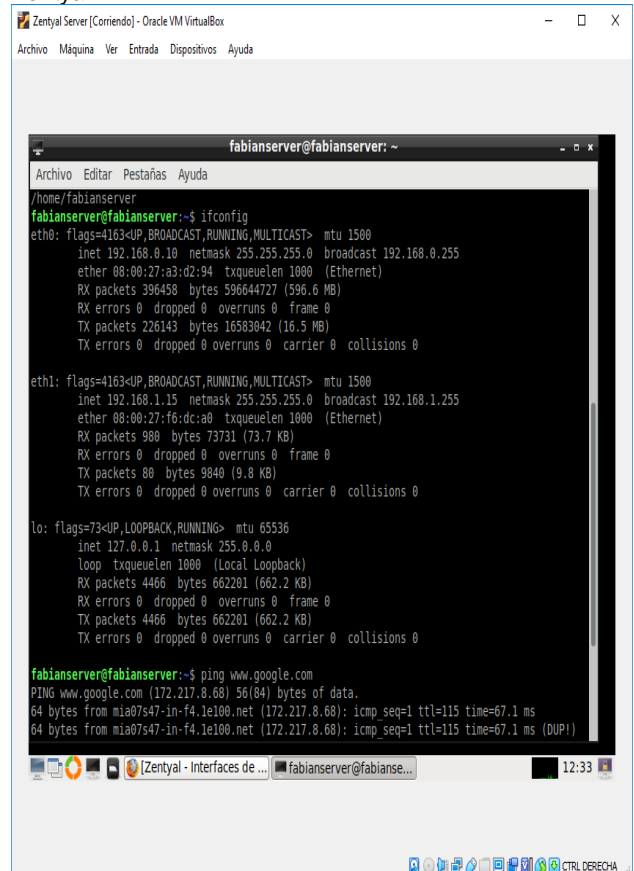 Zentyal Server [Corriendo] - Oracle VM VirtualBox
Archivo Máquina Ver Entrada Dispositivos Ayuda
fabianserver@fabianserver: ~
Archivo Editar Pestañas Ayuda
/home/fabianserver
fabianserver@fabianserver:~$ ifconfig
eth0: flags=4163<UP,BROADCAST,RUNNING,MULTICAST> mtu 1500
inet 192.168.0.10 netmask 255.255.255.0 broadcast 192.168.0.255
ether 08:00:27:a3:d2:94 txqueuelen 1000 (Ethernet)
RX packets 396458 bytes 596644727 (596.6 MB)
RX errors 0 dropped 0 overruns 0 frame 0
TX packets 226143 bytes 16583042 (16.5 MB)
TX errors 0 dropped 0 overruns 0 carrier 0 collisions 0
eth1: flags=4163<UP,BROADCAST,RUNNING,MULTICAST> mtu 1500
inet 192.168.1.15 netmask 255.255.255.0 broadcast 192.168.1.255
ether 08:00:27:f6:dc:a0 txqueuelen 1000 (Ethernet)
RX packets 980 bytes 73731 (73.7 KB)
RX errors 0 dropped 0 overruns 0 frame 0
TX packets 80 bytes 9840 (9.8 KB)
TX errors 0 dropped 0 overruns 0 carrier 0 collisions 0
lo: flags=73<UP,LOOPBACK,RUNNING> mtu 65536
inet 127.0.0.1 netmask 255.0.0.0
loop txqueuelen 1000 (Local Loopback)
RX packets 4466 bytes 662201 (662.2 KB)
RX errors 0 dropped 0 overruns 0 frame 0
TX packets 4466 bytes 662201 (662.2 KB)
TX errors 0 dropped 0 overruns 0 carrier 0 collisions 0
fabianserver@fabianserver:~$ ping www.google.com
PING www.google.com (172.217.8.68) 56(84) bytes of data.
64 bytes from mia07s47-in-f4.1e100.net (172.217.8.68): icmp_seq=1 ttl=115 time=67.1 ms
64 bytes from mia07s47-in-f4.1e100.net (172.217.8.68): icmp_seq=1 ttl=115 time=67.1 ms (DUP!)
[Zentyal - Interfaces de ... fabianserver@fabianse... 12:33
CTRL DERECHA